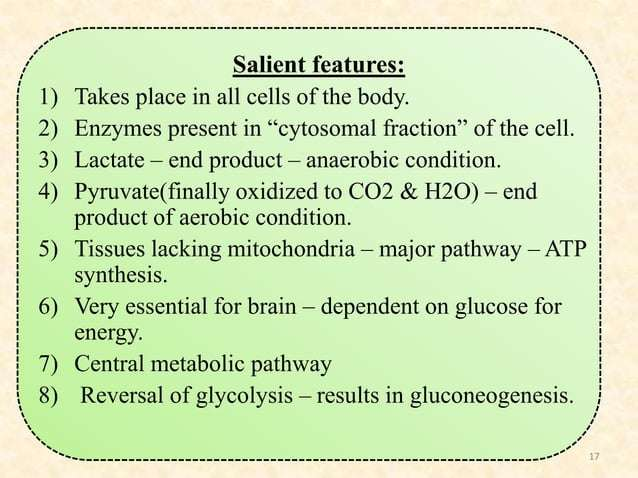 Salient features:
1) Takes place in all cells of the body.
2) Enzymes present in “cytosomal fraction” of the cell.
3) Lactate – end product – anaerobic condition.
4) Pyruvate(finally oxidized to CO2 & H2O) – end
product of aerobic condition.
5) Tissues lacking mitochondria – major pathway – ATP
synthesis.
6) Very essential for brain – dependent on glucose for
energy.
7) Central metabolic pathway
8) Reversal of glycolysis – results in gluconeogenesis.
17